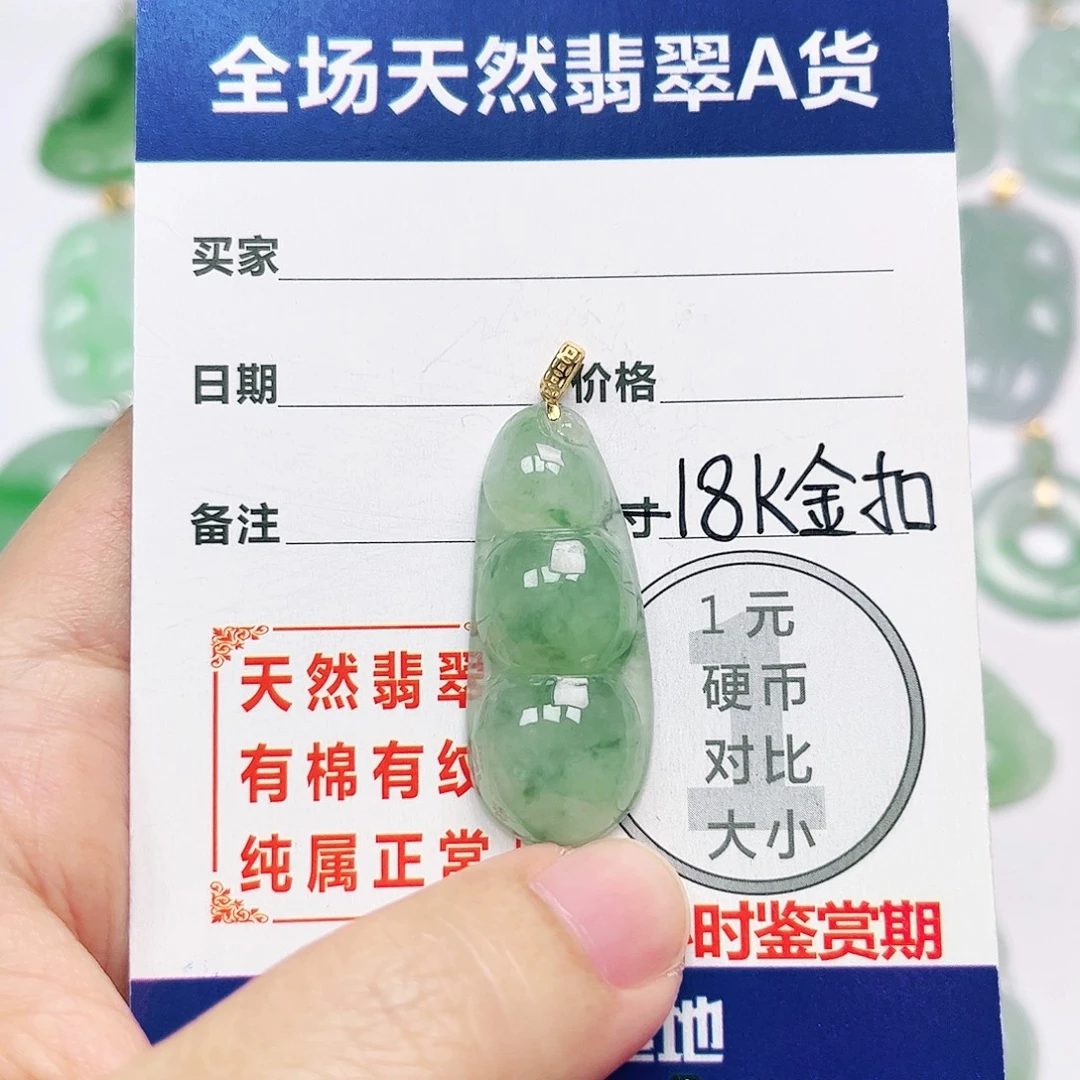 全场天然翡翠A货
买家
日期 价格
备注 寸 18K金扣
天然翡翠
有棉有纹
纯属正常
1元
硬币
对比
大小
时鉴赏期
地